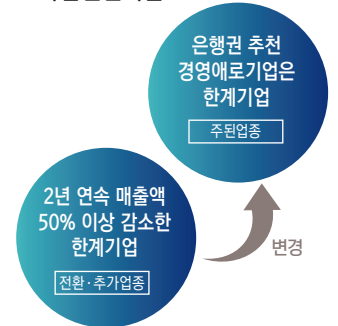 은행권 추천
경영애로기업은
한계기업
주된업종
2년 연속 매출액
50% 이상 감소한
한계기업
전환·추가업종
변경